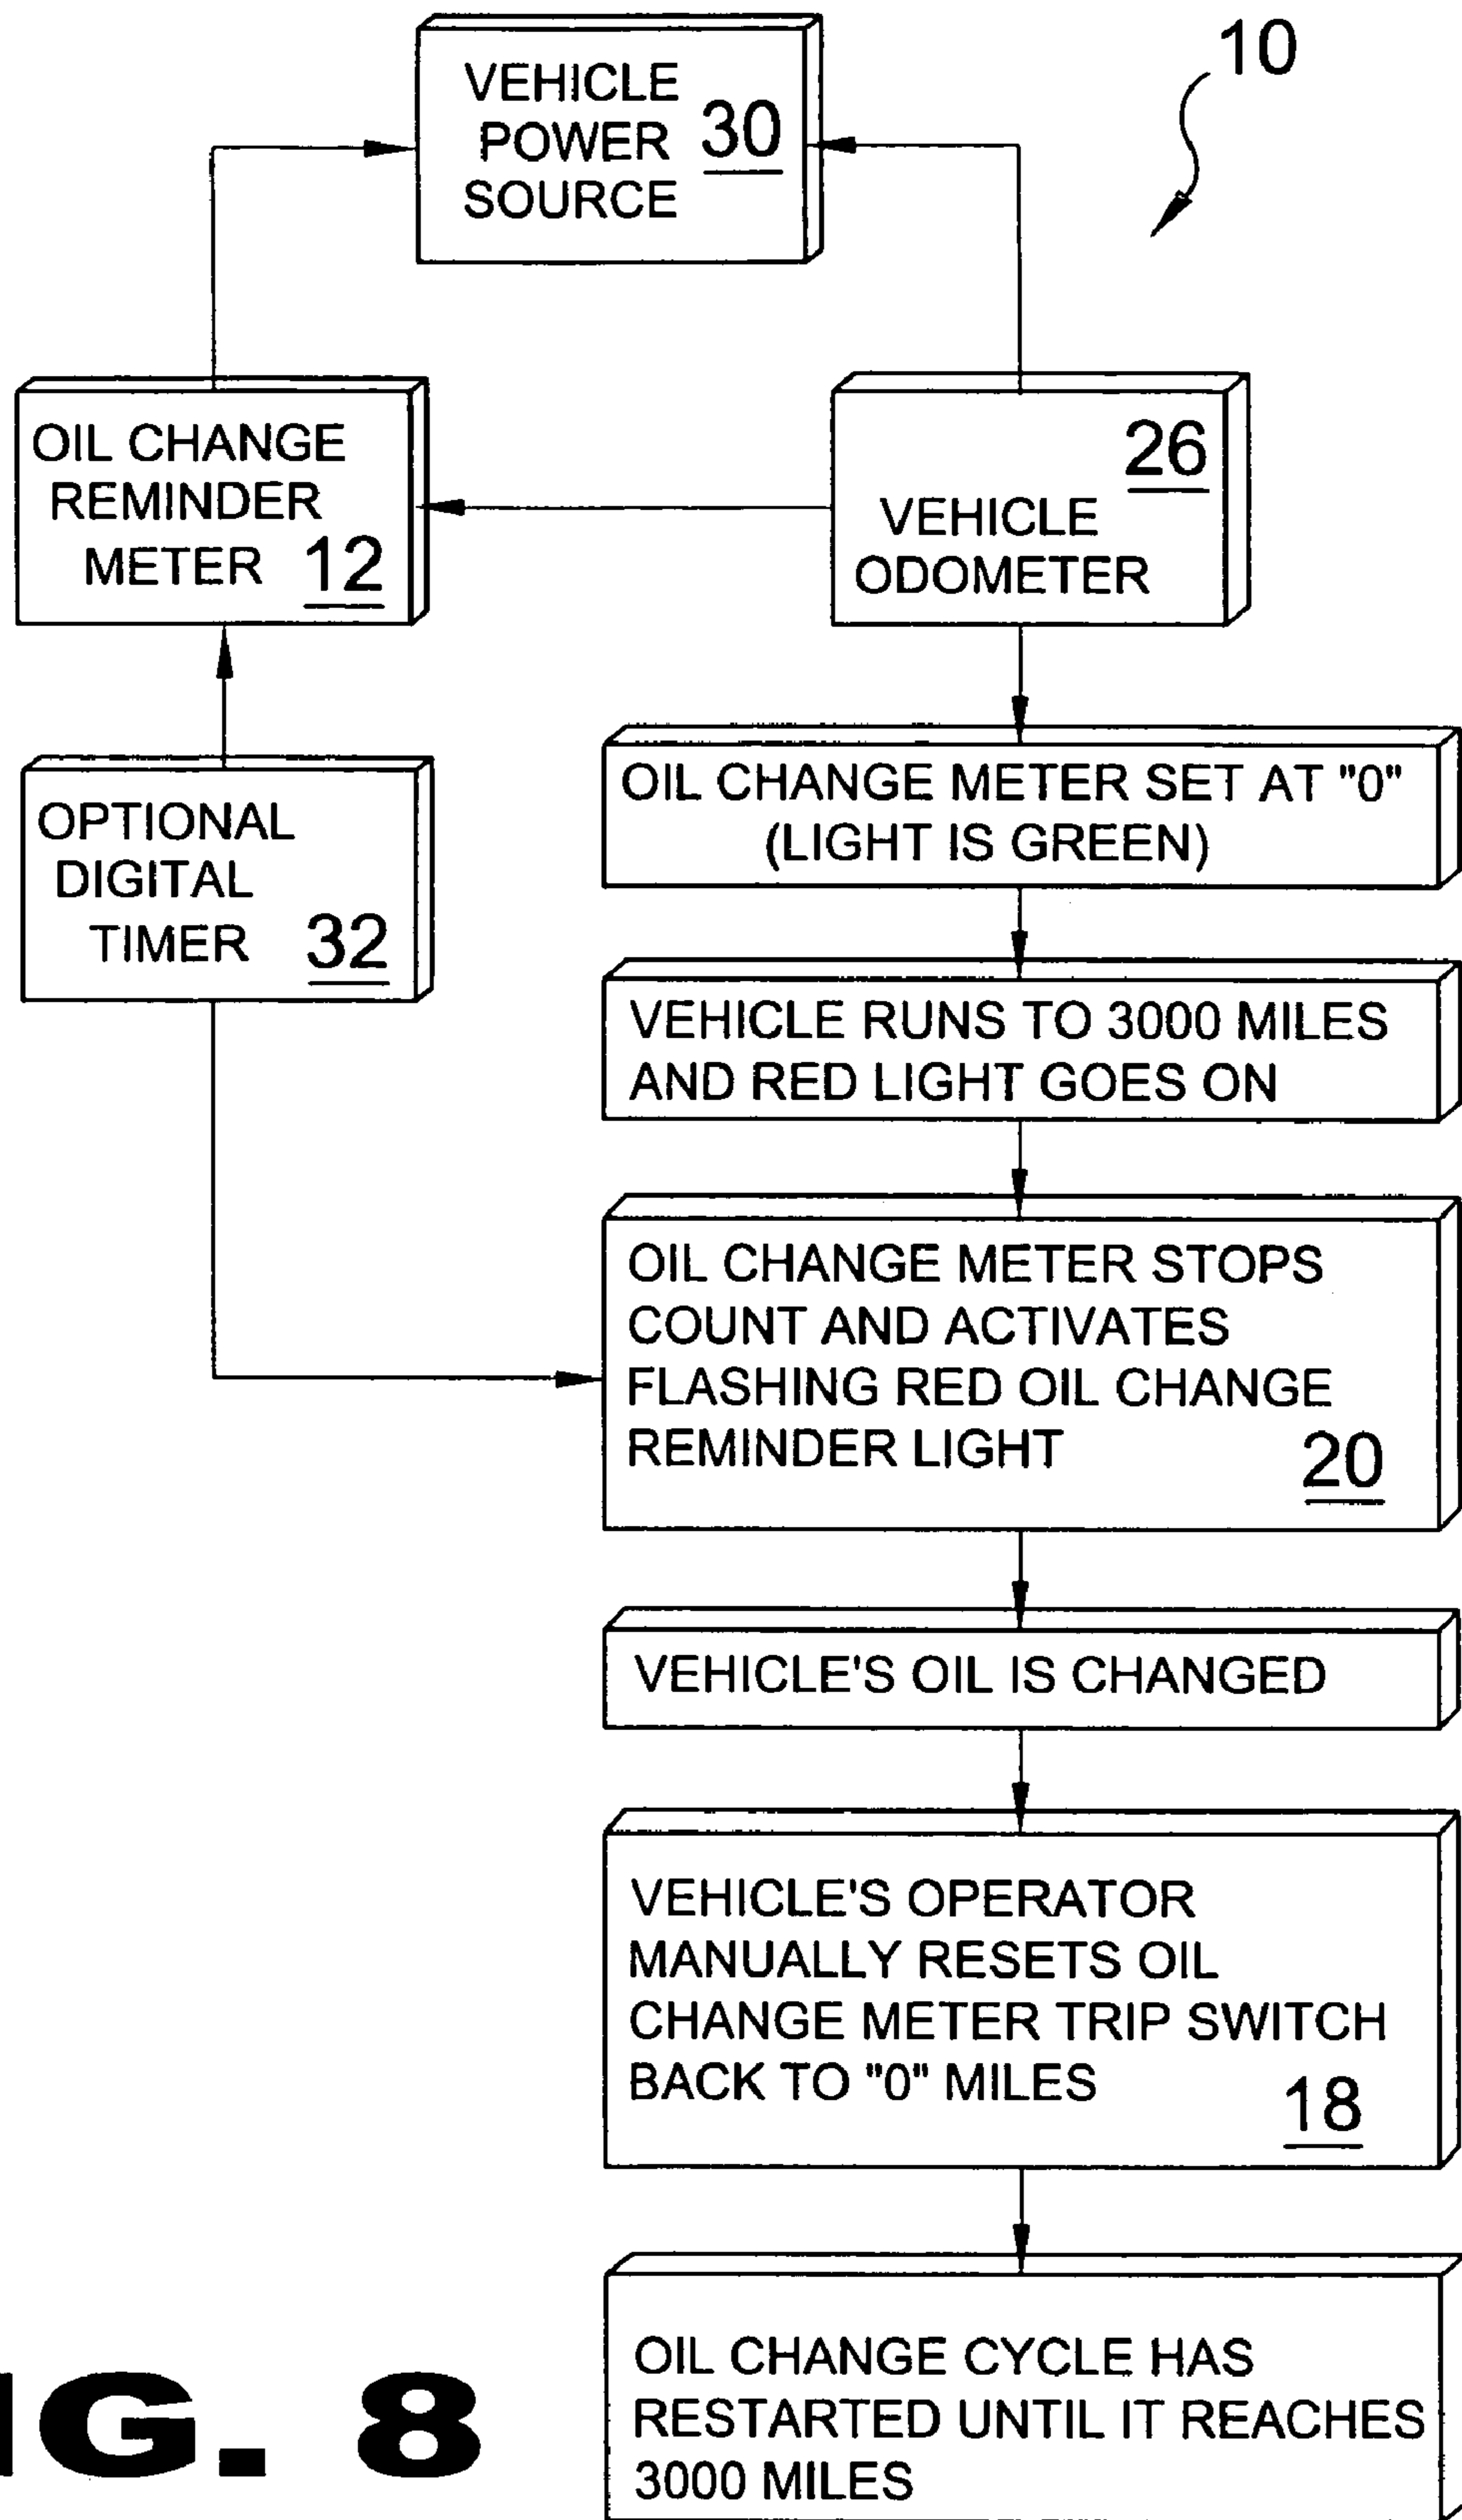 10
VEHICLE
POWER 30
SOURCE
OIL CHANGE
REMINDER
METER 12
26
VEHICLE
ODOMETER
OPTIONAL
DIGITAL
TIMER 32
OIL CHANGE METER SET AT "0"
(LIGHT IS GREEN)
VEHICLE RUNS TO 3000 MILES
AND RED LIGHT GOES ON
OIL CHANGE METER STOPS
COUNT AND ACTIVATES
FLASHING RED OIL CHANGE
REMINDER LIGHT
20
VEHICLE'S OIL IS CHANGED
VEHICLE'S OPERATOR
MANUALLY RESETS OIL
CHANGE METER TRIP SWITCH
BACK TO "0" MILES
18
OIL CHANGE CYCLE HAS
RESTARTED UNTIL IT REACHES
3000 MILES
IG. 8